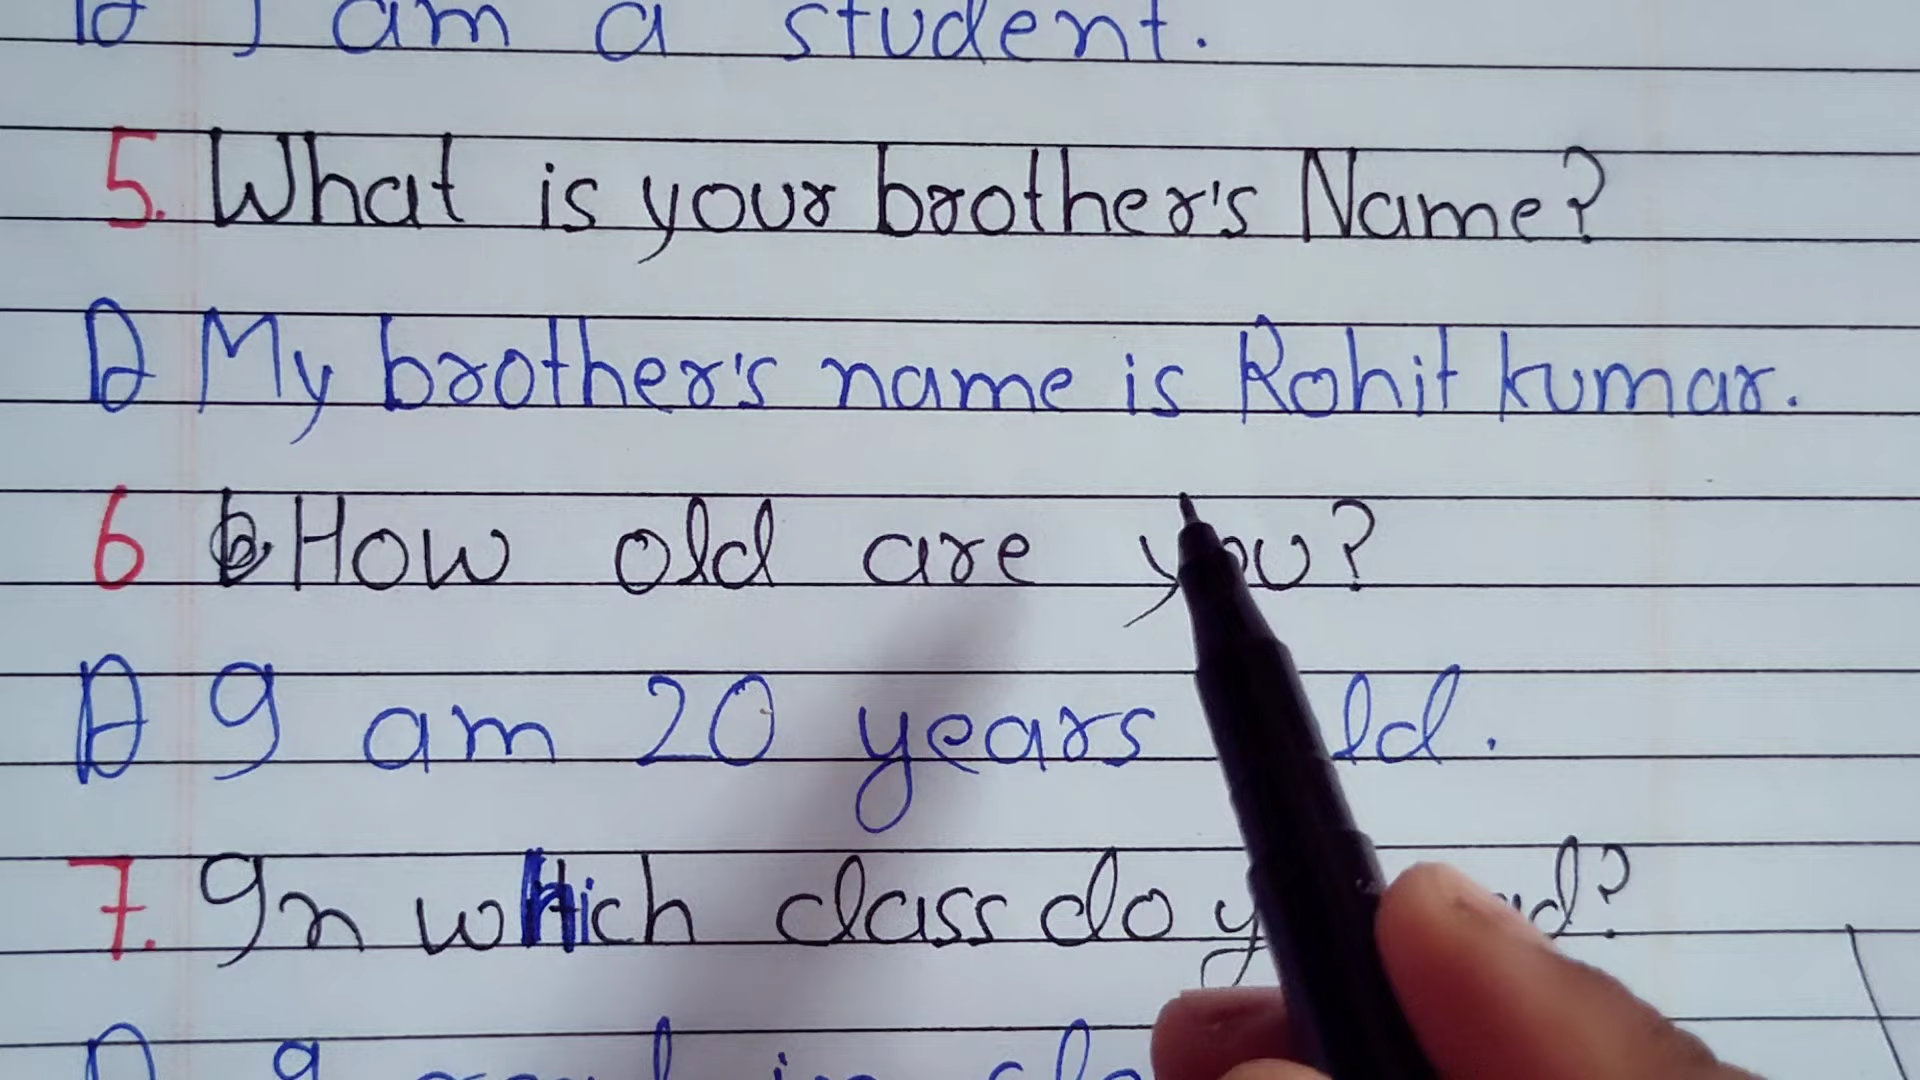 I am a student.
5. What is your brother's Name?
A My brother's name is Rohit kumar.
6 How old are you?
A I am 20 years old.
7. In which class do
A I in